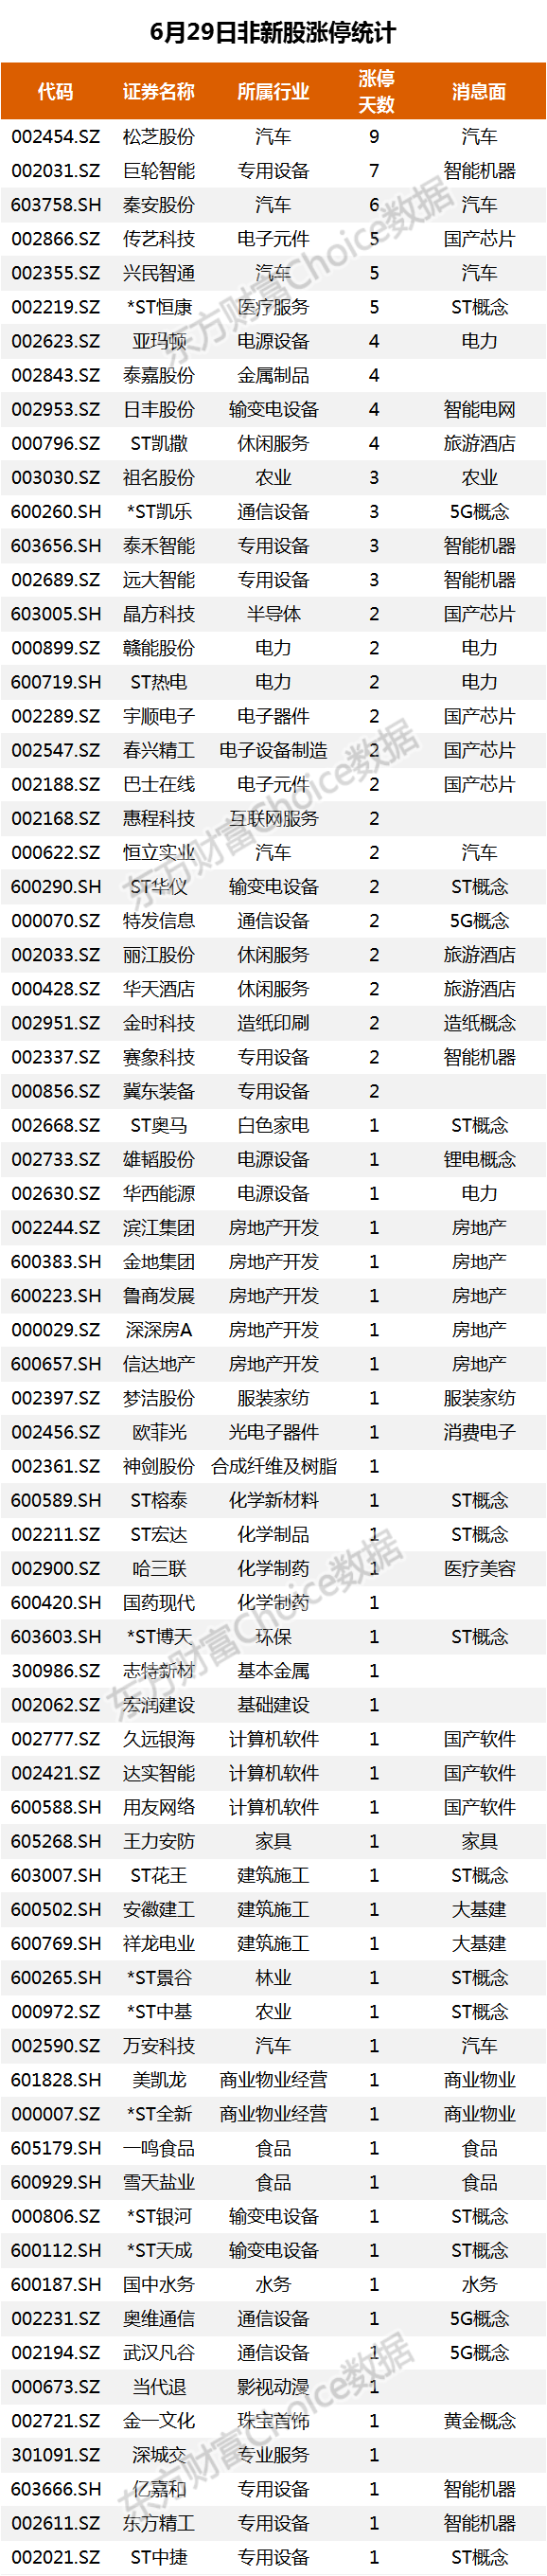 6月29日非新股涨停统计
代码 证券名称 所属行业 涨停天数 消息面
002454.SZ 松芝股份 汽车 9 汽车
002031.SZ 巨轮智能 专用设备 7 智能机器
603758.SH 秦安股份 汽车 6 汽车
002866.SZ 传艺科技 电子元件 5 国产芯片
002355.SZ 兴民智通 汽车 5 汽车
002219.SZ *ST恒康 医疗服务 5 ST概念
002623.SZ 亚玛顿 电源设备 4 电力
002843.SZ 泰嘉股份 金属制品 4
002953.SZ 日丰股份 输变电设备 4 智能电网
000796.SZ ST凯撒 休闲服务 4 旅游酒店
003030.SZ 祖名股份 农业 3 农业
600260.SH *ST凯乐 通信设备 3 5G概念
603656.SH 泰禾智能 专用设备 3 智能机器
002689.SZ 远大智能 专用设备 3 智能机器
603005.SH 晶方科技 半导体 2 国产芯片
000899.SZ 赣能股份 电力 2 电力
600719.SH ST热电 电力 2 电力
002289.SZ 宇顺电子 电子器件 2 国产芯片
002547.SZ 春兴精工 电子设备制造 2 国产芯片
002188.SZ 巴士在线 电子元件 2 国产芯片
002168.SZ 惠程科技 互联网服务 2
000622.SZ 恒立实业 汽车 2 汽车
600290.SH ST华仪 输变电设备 2 ST概念
000070.SZ 特发信息 通信设备 2 5G概念
002033.SZ 丽江股份 休闲服务 2 旅游酒店
000428.SZ 华天酒店 休闲服务 2 旅游酒店
002951.SZ 金时科技 造纸印刷 2 造纸概念
002337.SZ 赛象科技 专用设备 2 智能机器
000856.SZ 冀东装备 专用设备 2
002668.SZ ST奥马 白色家电 1 ST概念
002733.SZ 雄韬股份 电源设备 1 锂电概念
002630.SZ 华西能源 电源设备 1 电力
002244.SZ 滨江集团 房地产开发 1 房地产
600383.SH 金地集团 房地产开发 1 房地产
600223.SH 鲁商发展 房地产开发 1 房地产
000029.SZ 深深房A 房地产开发 1 房地产
600657.SH 信达地产 房地产开发 1 房地产
002397.SZ 梦洁股份 服装家纺 1 服装家纺
002456.SZ 欧菲光 光电子器件 1 消费电子
002361.SZ 神剑股份 合成纤维及树脂 1
600589.SH ST榕泰 化学新材料 1 ST概念
002211.SZ ST宏达 化学制品 1 ST概念
002900.SZ 哈三联 化学制药 1 医疗美容
600420.SH 国药现代 化学制药 1
603603.SH *ST博天 环保 1 ST概念
300986.SZ 志特新材 基本金属 1
002062.SZ 宏润建设 基础建设 1
002777.SZ 久远银海 计算机软件 1 国产软件
002421.SZ 达实智能 计算机软件 1 国产软件
600588.SH 用友网络 计算机软件 1 国产软件
605268.SH 王力安防 家具 1 家具
603007.SH ST花王 建筑施工 1 ST概念
600502.SH 安徽建工 建筑施工 1 大基建
600769.SH 祥龙电业 建筑施工 1 大基建
600265.SH *ST景谷 林业 1 ST概念
000972.SZ *ST中基 农业 1 ST概念
002590.SZ 万安科技 汽车 1 汽车
601828.SH 美凯龙 商业物业经营 1 商业物业
000007.SZ *ST全新 商业物业经营 1 商业物业
605179.SH 一鸣食品 食品 1 食品
600929.SH 雪天盐业 食品 1 食品
000806.SZ *ST银河 输变电设备 1 ST概念
600112.SH *ST天成 输变电设备 1 ST概念
600187.SH 国中水务 水务 1 水务
002231.SZ 奥维通信 通信设备 1 5G概念
002194.SZ 武汉凡谷 通信设备 1 5G概念
000673.SZ 当代退 影视动漫 1
002721.SZ 金一文化 珠宝首饰 1 黄金概念
301091.SZ 深城交 专业服务 1
603666.SH 亿嘉和 专用设备 1 智能机器
002611.SZ 东方精工 专用设备 1 智能机器
002021.SZ ST中捷 专用设备 1 ST概念
东方财富Choice数据
东方财富Choice数据
东方财富Choice数据
东方财富Choice数据